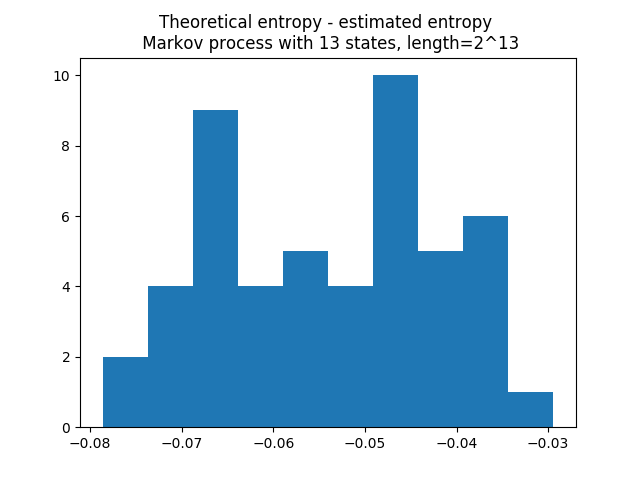 Theoretical entropy - estimated entropy
Markov process with 13 states, length=2^13
10
8
6
4
2
0
−0.08 −0.07 −0.06 −0.05 −0.04 −0.03